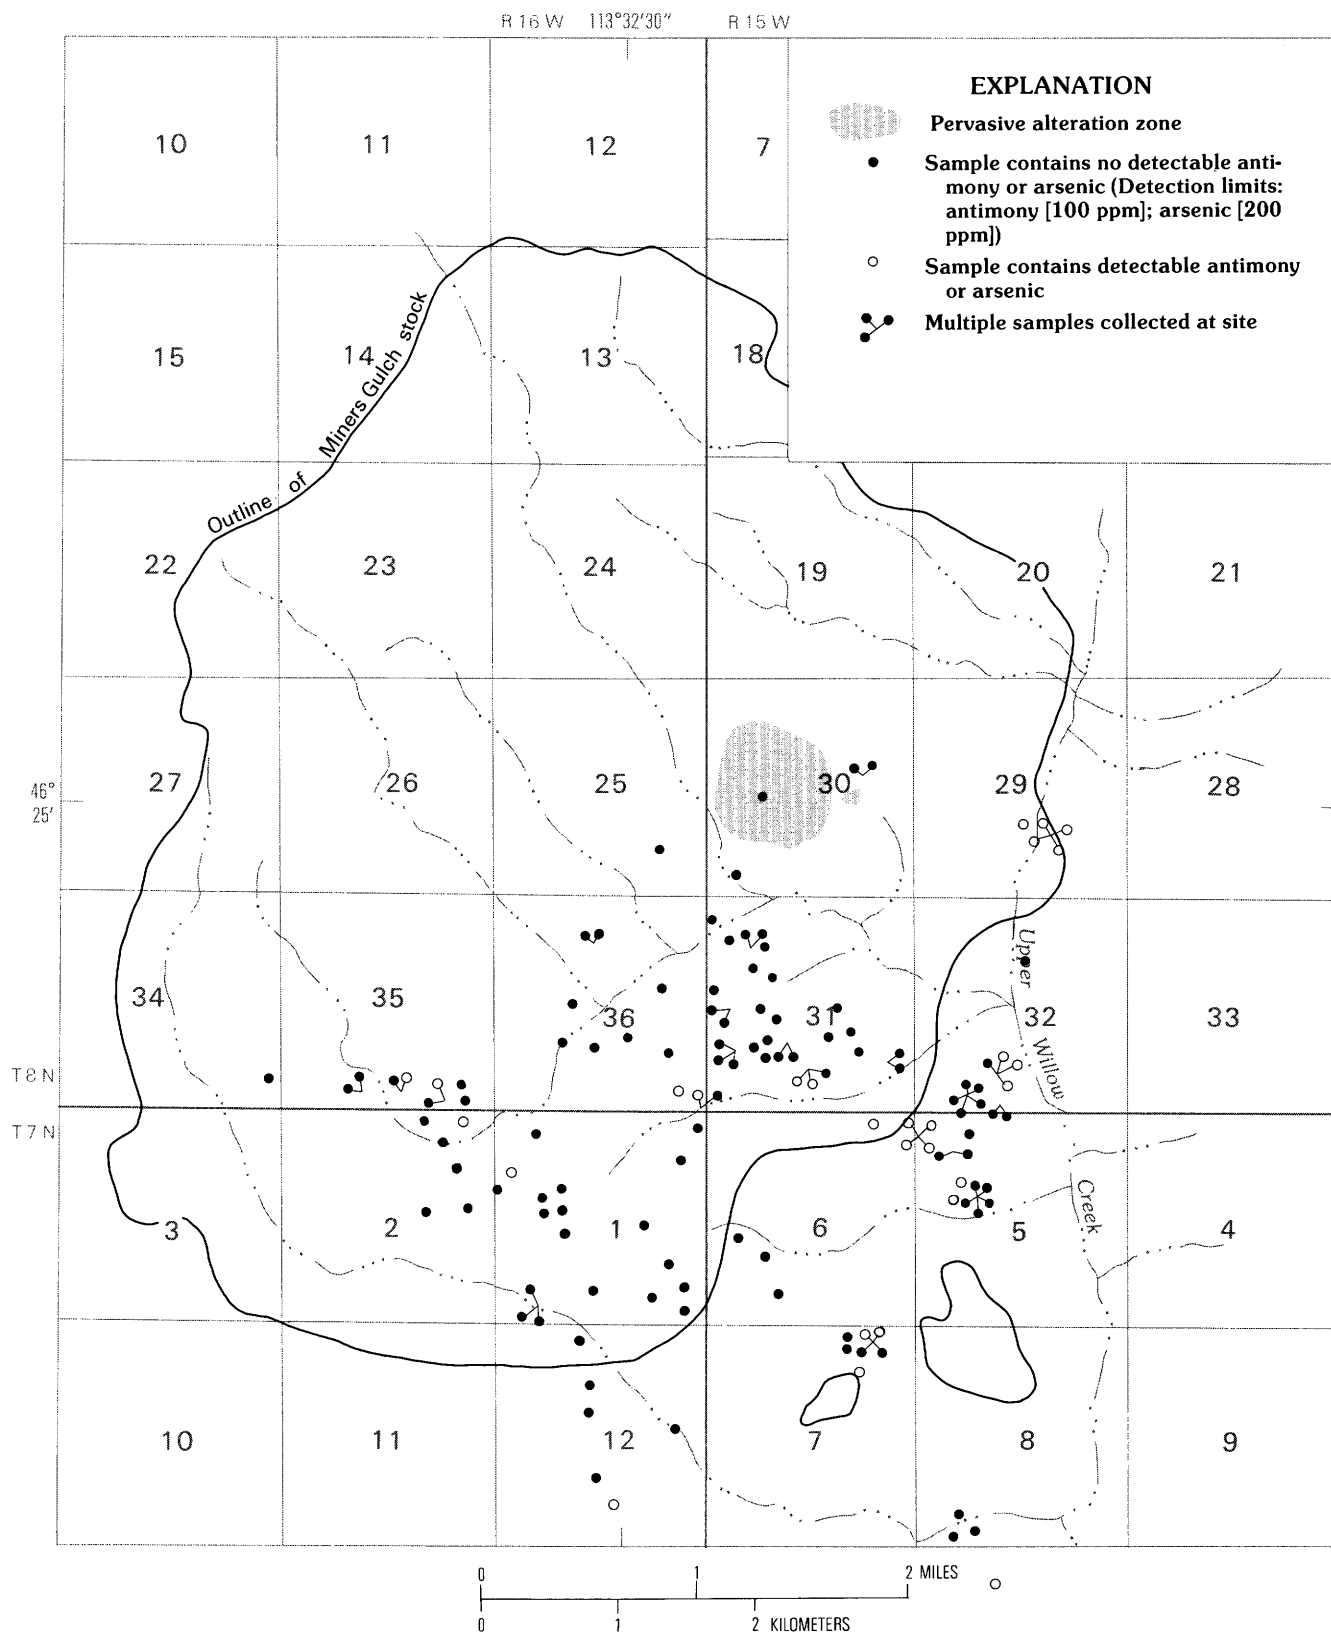 R 16 W 113°32'30" R 15 W
EXPLANATION
Pervasive alteration zone
Sample contains no detectable anti-
mony or arsenic (Detection limits:
antimony [100 ppm]; arsenic [200
ppm])
Sample contains detectable antimony
or arsenic
Multiple samples collected at site
10 11 12 7
15 14 13 18
Outline of Miners Gulch stock
22 23 24 19 20 21
46°
25'
27 26 25 30 29 28
34 35 36 31 32 33
Upper
Willow
Creek
T 8 N
T 7 N
3 2 1 6 5 4
10 11 12 7 8 9
0 1 2 MILES
0 1 2 KILOMETERS